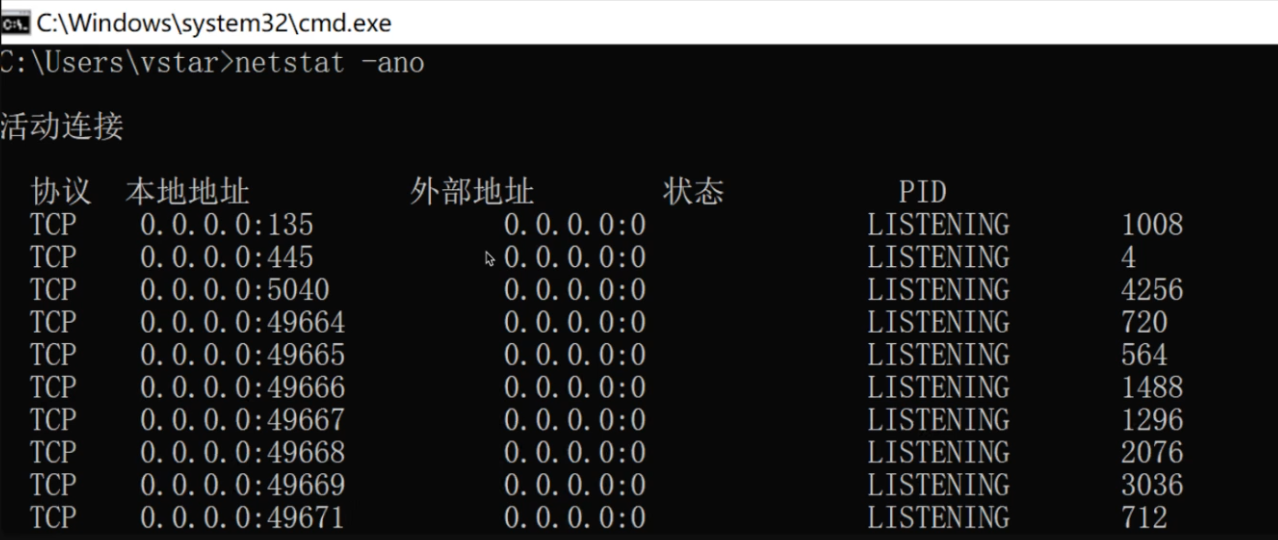 C:\Windows\system32\cmd.exe
C:\Users\vstar>netstat -ano
活动连接
协议 本地地址 外部地址 状态 PID
TCP 0.0.0.0:135 0.0.0.0:0 LISTENING 1008
TCP 0.0.0.0:445 0.0.0.0:0 LISTENING 4
TCP 0.0.0.0:5040 0.0.0.0:0 LISTENING 4256
TCP 0.0.0.0:49664 0.0.0.0:0 LISTENING 720
TCP 0.0.0.0:49665 0.0.0.0:0 LISTENING 564
TCP 0.0.0.0:49666 0.0.0.0:0 LISTENING 1488
TCP 0.0.0.0:49667 0.0.0.0:0 LISTENING 1296
TCP 0.0.0.0:49668 0.0.0.0:0 LISTENING 2076
TCP 0.0.0.0:49669 0.0.0.0:0 LISTENING 3036
TCP 0.0.0.0:49671 0.0.0.0:0 LISTENING 712